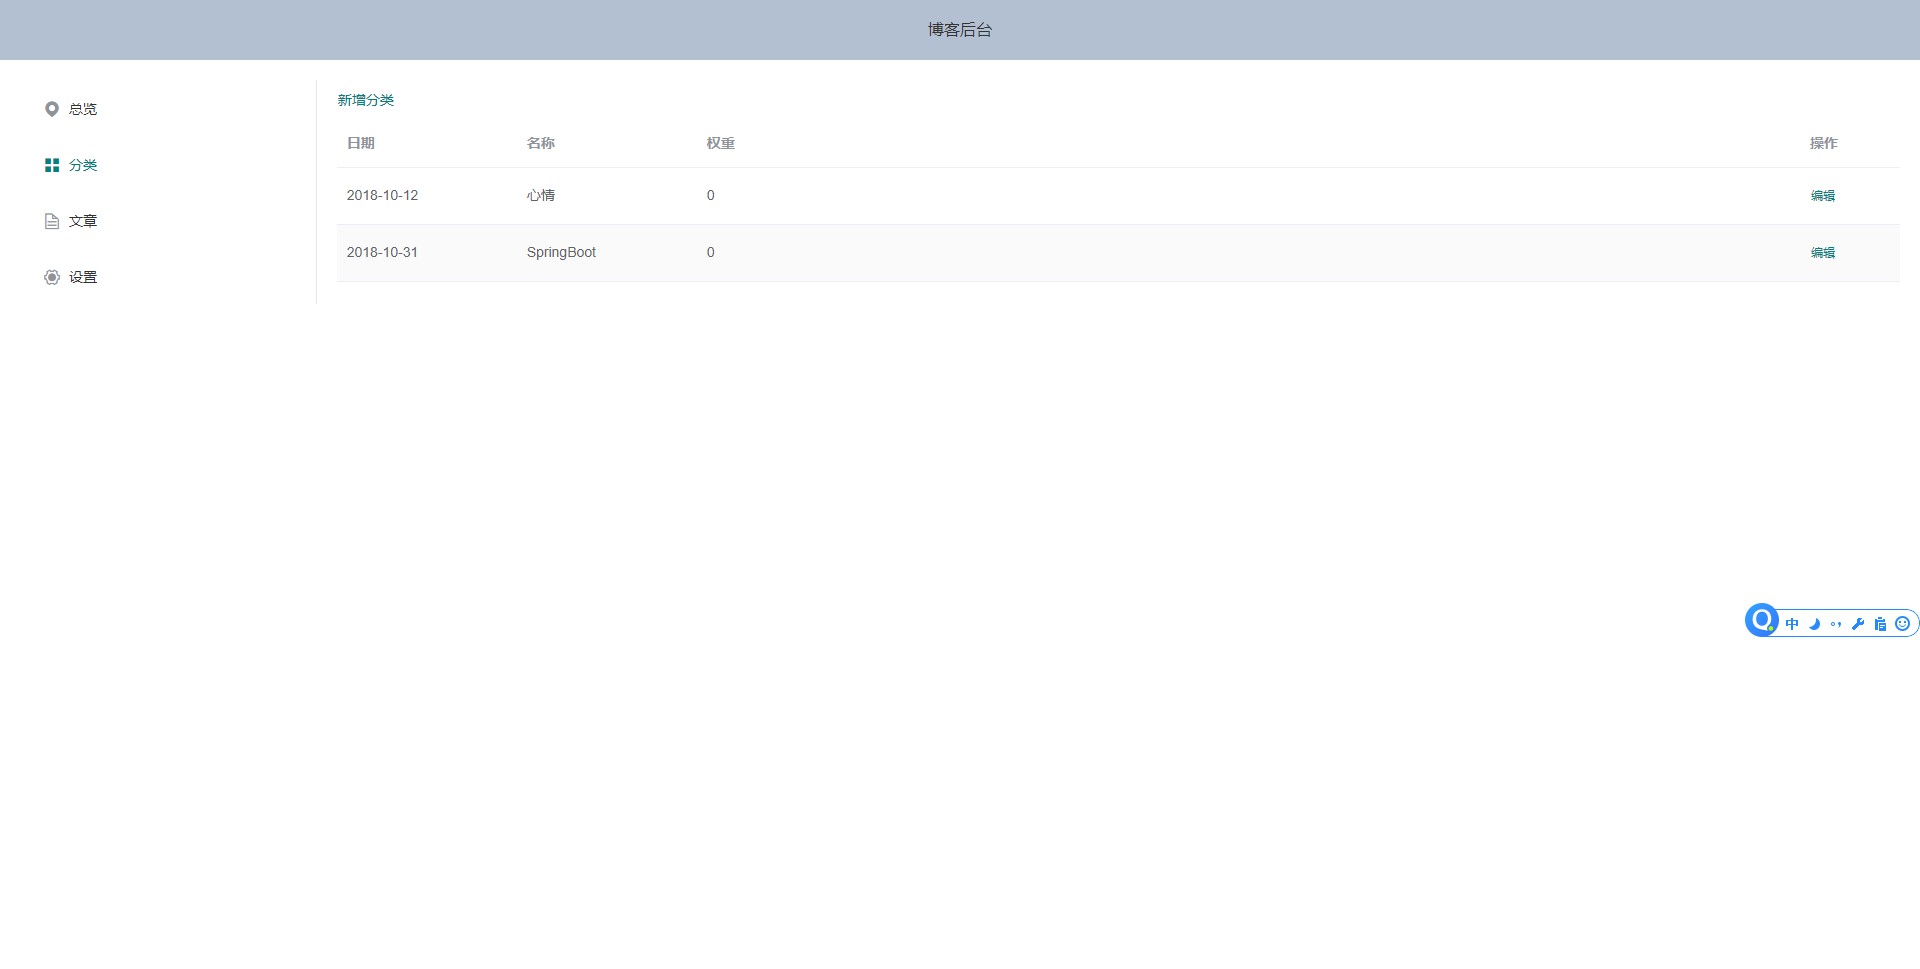 博客后台
总览
分类
文章
设置
新增分类
日期 名称 权重 操作
2018-10-12 心情 0 编辑
2018-10-31 SpringBoot 0 编辑
中